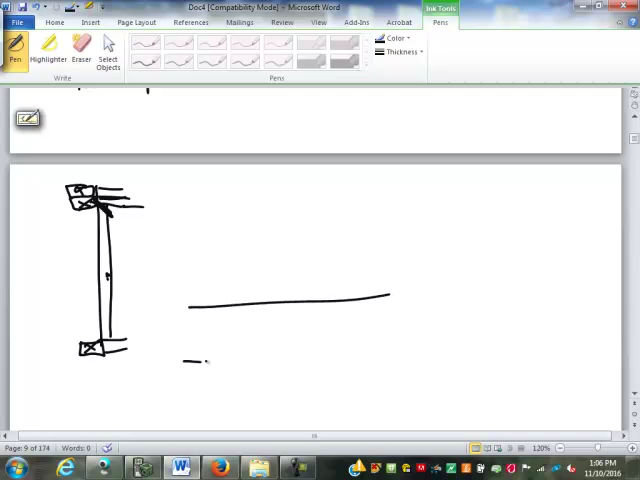 Doc4 [Compatibility Mode] - Microsoft Word
Ink Tools
File Home Insert Page Layout References Mailings Review View Add-Ins Acrobat Pens
Color
Thickness
Pen Highlighter Eraser Select Objects
Write Pens
Page: 9 of 174 Words: 0 120%
1:06 PM
11/10/2016